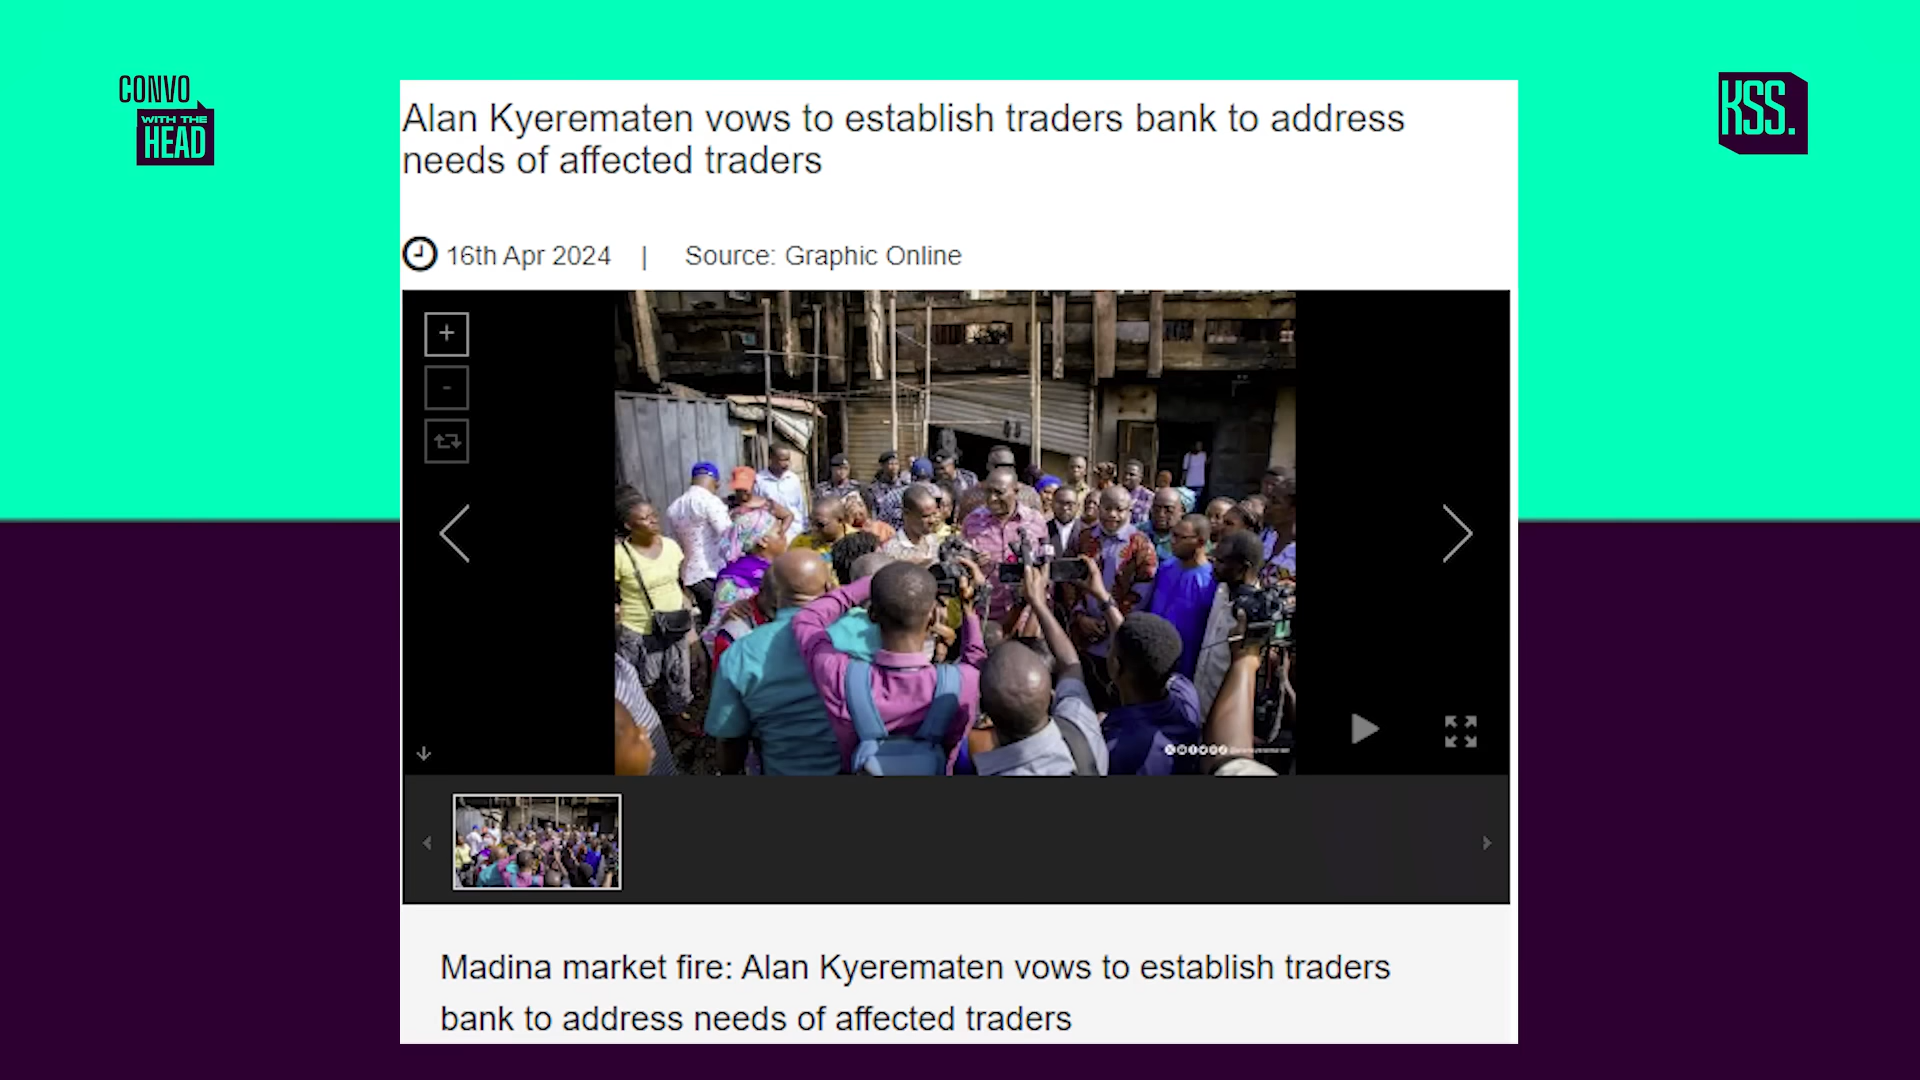 CONVO
WITH THE
HEAD
KSS.
Alan Kyerematen vows to establish traders bank to address
needs of affected traders
16th Apr 2024 | Source: Graphic Online
Madina market fire: Alan Kyerematen vows to establish traders
bank to address needs of affected traders